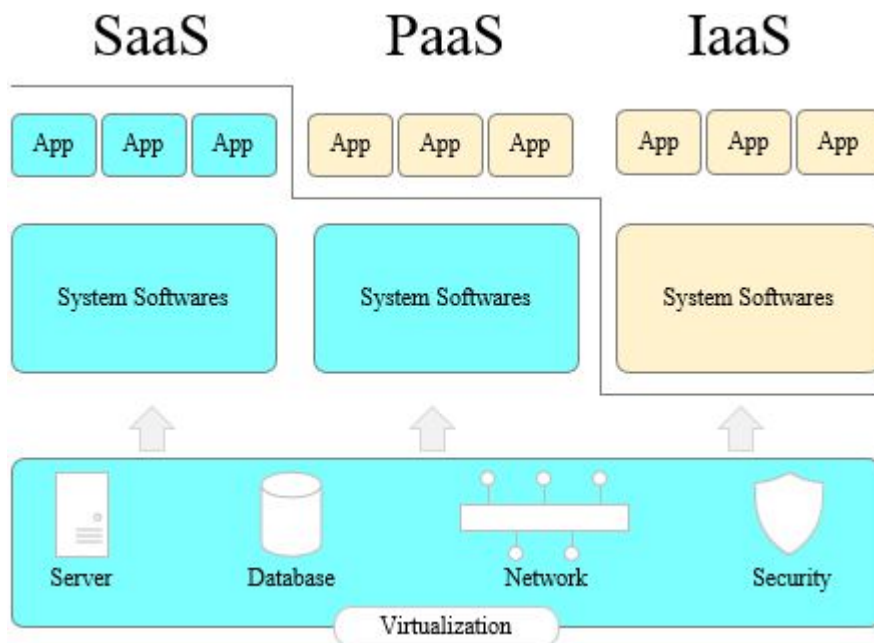 SaaS PaaS IaaS
App App App App App App App App App
System Softwares System Softwares System Softwares
Server Database Network Security
Virtualization